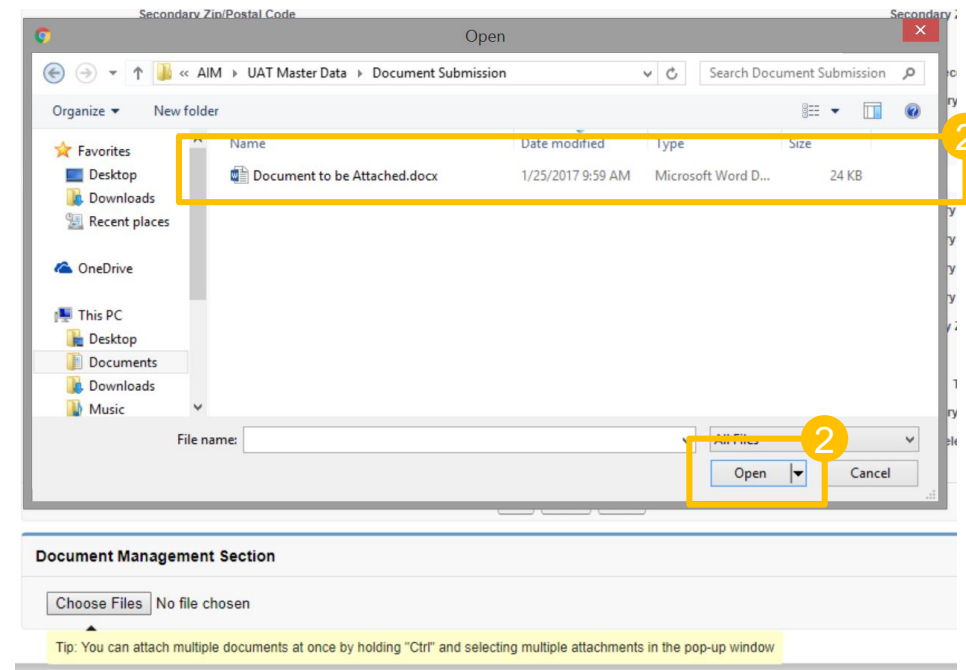 Secondary Zip/Postal Code
Secondary
Open
« AIM ▸ UAT Master Data ▸ Document Submission
Search Document Submission
Organize
New folder
Name
Date modified
Type
Size
2
Favorites
Desktop
Document to be Attached.docx
1/25/2017 9:59 AM
Microsoft Word D...
24 KB
Downloads
Recent places
OneDrive
This PC
Desktop
Documents
Downloads
Music
File name:
All Files
2
Open
Cancel
Document Management Section
Choose Files No file chosen
Tip: You can attach multiple documents at once by holding "Ctrl" and selecting multiple attachments in the pop-up window